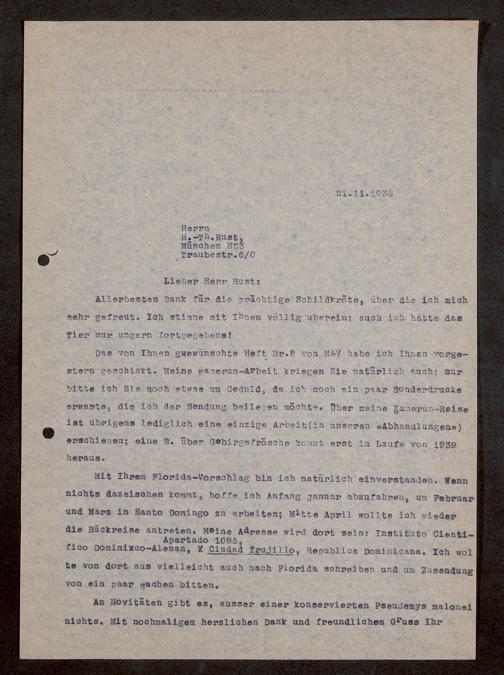 21.11.1938
Herrn
H.-Th.Rust,
München N23
Traubestr.6/0
Lieber Herr Rust:
Allerbesten Dank für die prächtige Schildkröte, über die ich mich
sehr gefreut. Ich stimme mit Ihnen völlig uberein: auch ich hätte das
Tier nur ungern fortgegebens!
Das von Ihnen guewünschte Heft Nr.8 von N&V habe ich Ihnen vorge-
stern geschickt. Meine Kamerun-Arbeit kriegen Sie natürlich auch; nur
bitte ich Sie noch etwas um Geduld, da ich noch ein paar Sonderdrucke
erwarte, die ich der Sendung beilegen möchte. Über meine Kamerun-Reise
ist übrigens lediglich eine einzige Arbeit(in unseren "Abhandlungen")
erschienen; eine 2. über Gebirgsfrösche kommt erst in Laufe von 1939
heraus.
Mit Ihrem Florida-Vorschlag bin ich natürlich einverstanden. Wenn
nichts dazeischen kommt, hoffe ich Anfang januar abzufahren, um Februar
und Marz in Santo Domingo zu arbeiten; Mitte April wollte ich wieder
die Rückreise antreten. Meine Adresse wird dort sein: Instituto Cienti-
Apartado 1085,
fico Dominixco-Aleman, Ciudad Trujillo, Republica Dominicana. Ich wol
te von dort aus vielleicht auch nach Florida schreiben und um Zusendung
von ein paar sachen bitten.
An Novitäten gibt es, ausser einer konservierten Pseudemys malonei
nichts. Mit nochmaligem herzlichen Dank und freundlichem Gruss Ihr